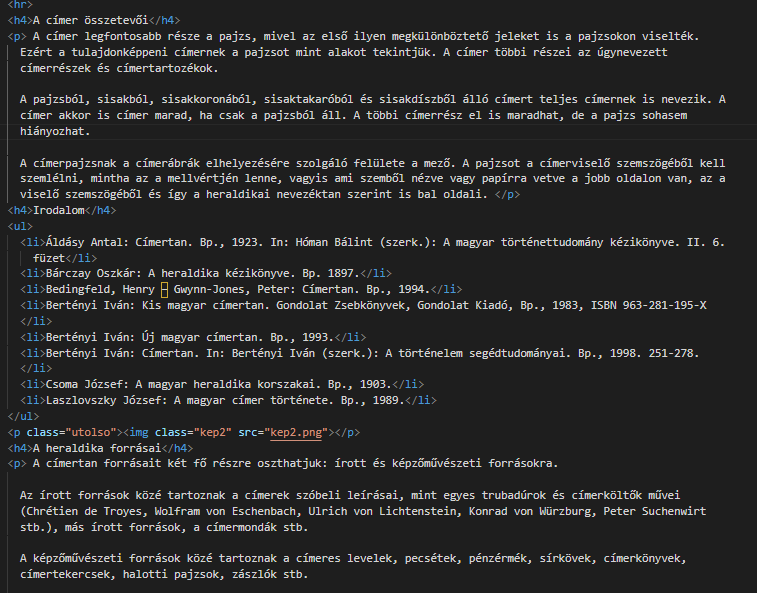 <hr>
<h4>A címer összetevői</h4>
<p> A címer legfontosabb része a pajzs, mivel az első ilyen megkülönböztető jeleket is a pajzsokon viselték.
Ezért a tulajdonképpeni címernek a pajzsot mint alakot tekintjük. A címer többi részei az úgynevezett
címerrészek és címertartozékok.
A pajzsból, sisakból, sisakkoronából, sisaktakaróból és sisakdíszből álló címert teljes címernek is nevezik. A
címer akkor is címer marad, ha csak a pajzsból áll. A többi címerrész el is maradhat, de a pajzs sohasem
hiányozhat.
A címerpajzsnak a címerábrák elhelyezésére szolgáló felülete a mező. A pajzsot a címerviselő szemszögéből kell
szemlélni, mintha az a mellvértjén lenne, vagyis ami szemből nézve vagy papírra vetve a jobb oldalon van, az a
viselő szemszögéből és így a heraldikai nevezéktan szerint is bal oldali. </p>
<h4>Irodalom</h4>
<ul>
<li>Áldásy Antal: Címertan. Bp., 1923. In: Hóman Bálint (szerk.): A magyar történettudomány kézikönyve. II. 6.
füzet</li>
<li>Bárczay Oszkár: A heraldika kézikönyve. Bp. 1897.</li>
<li>Bedingfeld, Henry – Gwynn-Jones, Peter: Címertan. Bp., 1994.</li>
<li>Bertényi Iván: Kis magyar címertan. Gondolat Zsebkönyvek, Gondolat Kiadó, Bp., 1983, ISBN 963-281-195-X
</li>
<li>Bertényi Iván: Új magyar címertan. Bp., 1993.</li>
<li>Bertényi Iván: Címertan. In: Bertényi Iván (szerk.): A történelem segédtudományai. Bp., 1998. 251-278.
</li>
<li>Csoma József: A magyar heraldika korszakai. Bp., 1903.</li>
<li>Laszlovszky József: A magyar címer története. Bp., 1989.</li>
</ul>
<p class="utolso"><img class="kep2" src="kep2.png"></p>
<h4>A heraldika forrásai</h4>
<p> A címertan forrásait két fő részre oszthatjuk: írott és képzőművészeti forrásokra.
Az írott források közé tartoznak a címerek szóbeli leírásai, mint egyes trubadúrok és címerköltők művei
(Chrétien de Troyes, Wolfram von Eschenbach, Ulrich von Lichtenstein, Konrad von Würzburg, Peter Suchenwirt
stb.), más írott források, a címermondák stb.
A képzőművészeti források közé tartoznak a címeres levelek, pecsétek, pénzérmék, sírkövek, címerkönyvek,
címertekercsek, halotti pajzsok, zászlók stb.